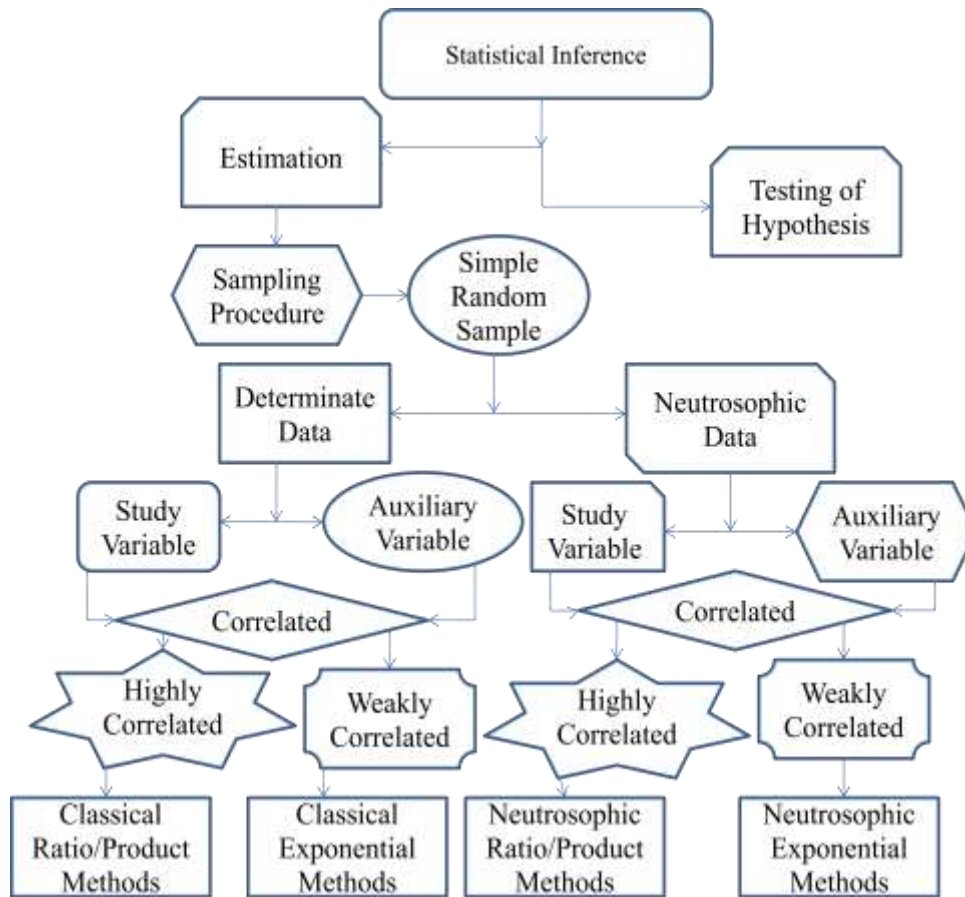 Statistical Inference
Estimation
Testing of
Hypothesis
Sampling
Procedure
Simple
Random
Sample
Determinate
Data
Neutrosophic
Data
Study
Variable
Auxiliary
Variable
Study
Variable
Auxiliary
Variable
Correlated
Correlated
Highly
Correlated
Weakly
Correlated
Highly
Correlated
Weakly
Correlated
Classical
Ratio/Product
Methods
Classical
Exponential
Methods
Neutrosophic
Ratio/Product
Methods
Neutrosophic
Exponential
Methods